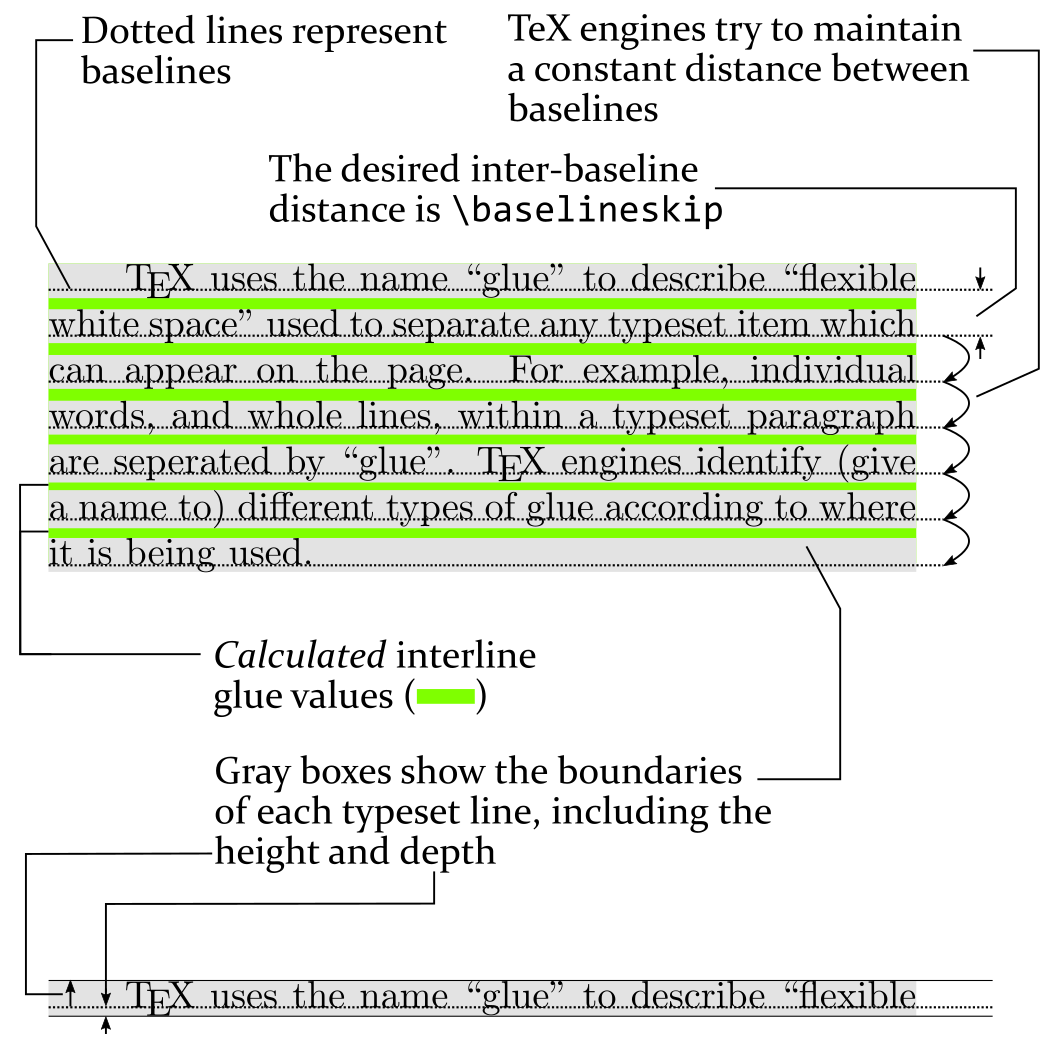 Dotted lines represent
baselines
TeX engines try to maintain
a constant distance between
baselines
The desired inter-baseline
distance is \baselineskip
TEX uses the name “glue” to describe “flexible
white space” used to separate any typeset item which
can appear on the page. For example, individual
words, and whole lines, within a typeset paragraph
are seperated by “glue”. TEX engines identify (give
a name to) different types of glue according to where
it is being used.
Calculated interline
glue values ( )
Gray boxes show the boundaries
of each typeset line, including the
height and depth
TEX uses the name “glue” to describe “flexible